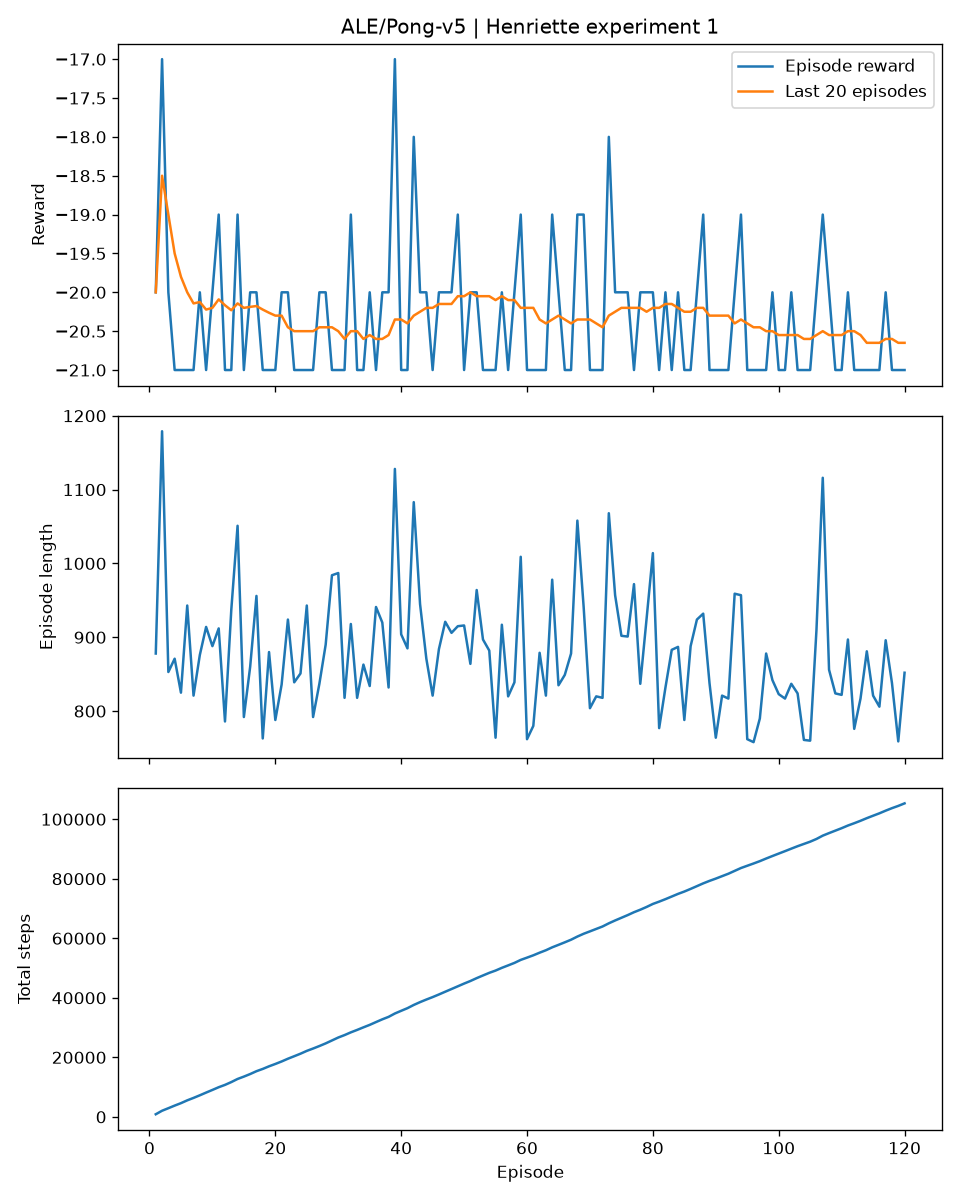 ALE/Pong-v5 | Henriette experiment 1
−17.0
−17.5
−18.0
−18.5
−19.0
−19.5
−20.0
−20.5
−21.0
Reward
Episode reward
Last 20 episodes
1200
1100
1000
900
800
Episode length
100000
80000
60000
40000
20000
0
Total steps
0 20 40 60 80 100 120
Episode